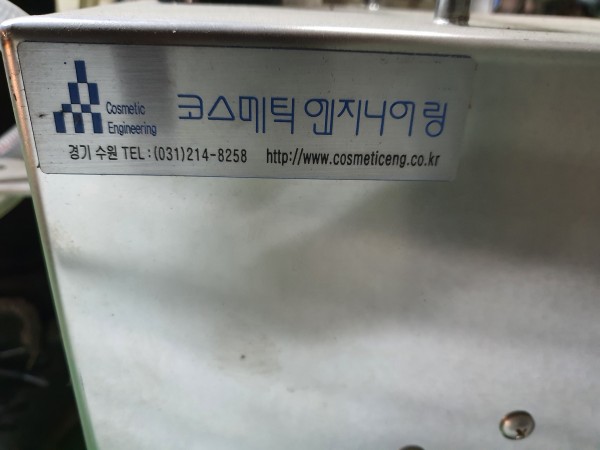 Cosmetic
Engineering
코스메틱 엔지니어링
경기 수원 TEL : (031)214-8258 http://www.cosmeticeng.co.kr